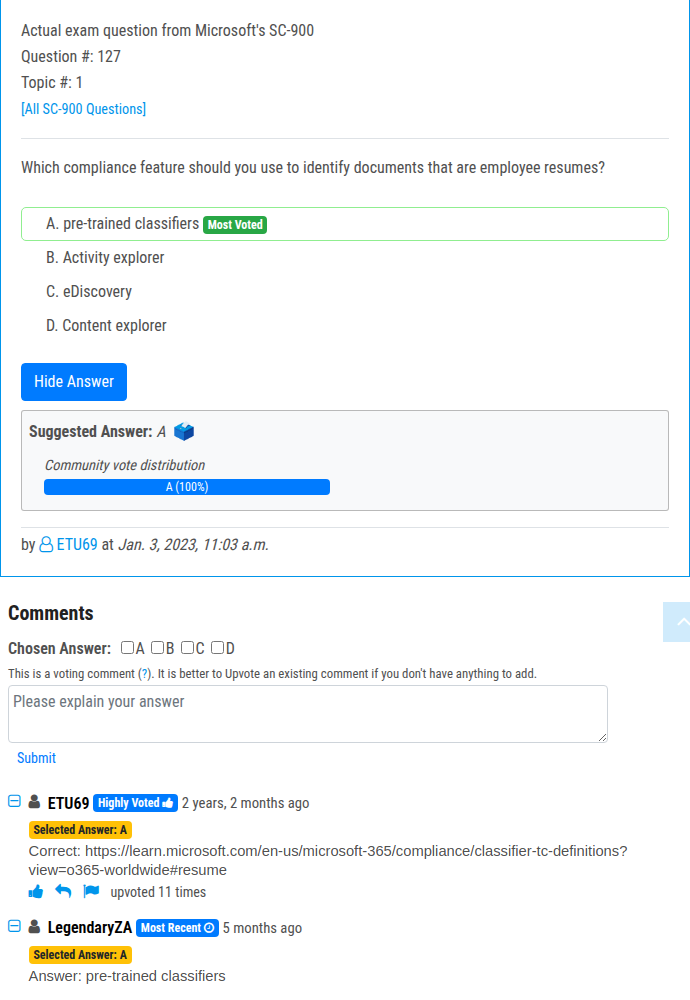 Actual exam question from Microsoft's SC-900
Question #: 127
Topic #: 1
[All SC-900 Questions]
Which compliance feature should you use to identify documents that are employee resumes?
A. pre-trained classifiers Most Voted
B. Activity explorer
C. eDiscovery
D. Content explorer
Hide Answer
Suggested Answer: A
Community vote distribution
A (100%)
by ETU69 at Jan. 3, 2023, 11:03 a.m.
Comments
Chosen Answer: A B C D
This is a voting comment (?). It is better to Upvote an existing comment if you don't have anything to add.
Please explain your answer
Submit
ETU69 Highly Voted 2 years, 2 months ago
Selected Answer: A
Correct: https://learn.microsoft.com/en-us/microsoft-365/compliance/classifier-tc-definitions?
view=o365-worldwide#resume
upvoted 11 times
LegendaryZA Most Recent 5 months ago
Selected Answer: A
Answer: pre-trained classifiers